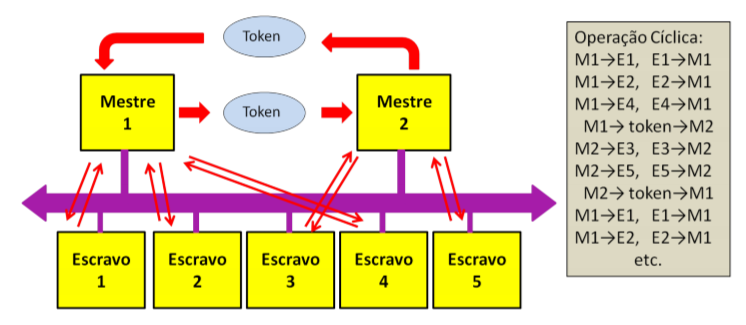 Token
Mestre
1
Token
Mestre
2
Escravo
1
Escravo
2
Escravo
3
Escravo
4
Escravo
5
Operação Cíclica:
M1→E1, E1→M1
M1→E2, E2→M1
M1→E4, E4→M1
M1→ token→M2
M2→E3, E3→M2
M2→E5, E5→M2
M2→ token→M1
M1→E1, E1→M1
M1→E2, E2→M1
etc.